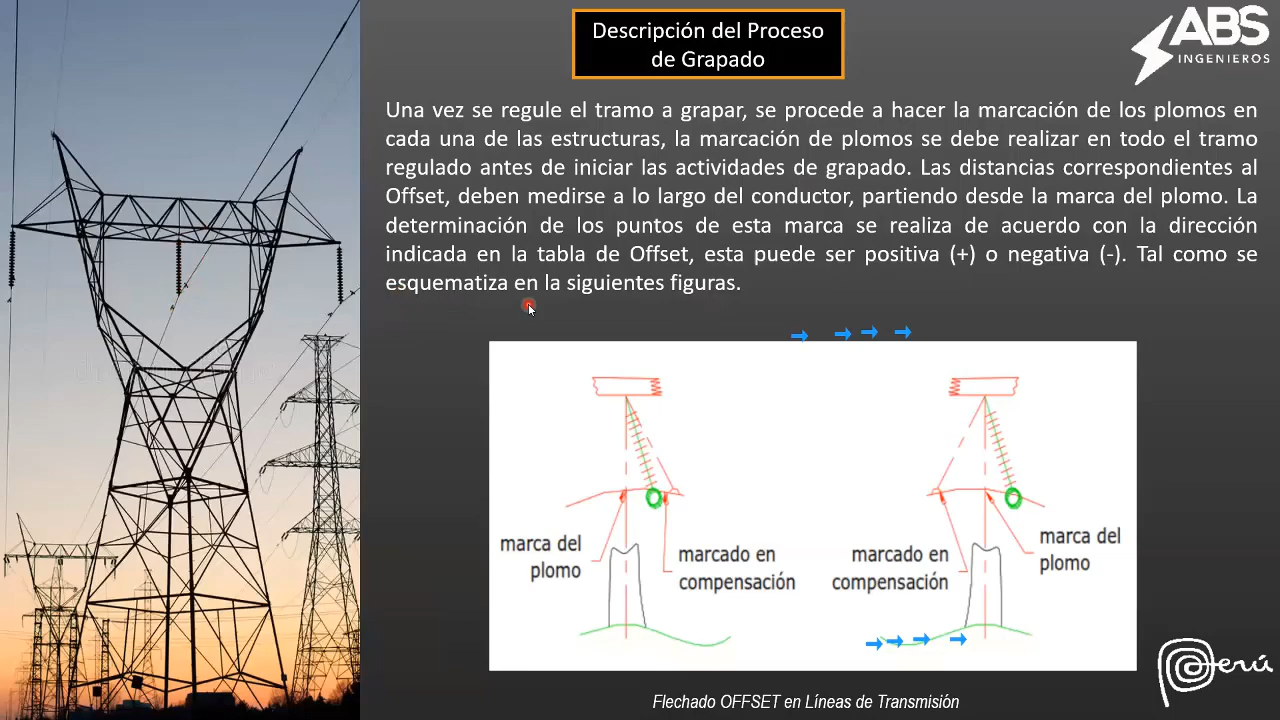 Descripción del Proceso
de Grapado
ABS
INGENIEROS
Una vez se regule el tramo a grapar, se procede a hacer la marcación de los plomos en
cada una de las estructuras, la marcación de plomos se debe realizar en todo el tramo
regulado antes de iniciar las actividades de grapado. Las distancias correspondientes al
Offset, deben medirse a lo largo del conductor, partiendo desde la marca del plomo. La
determinación de los puntos de esta marca se realiza de acuerdo con la dirección
indicada en la tabla de Offset, esta puede ser positiva (+) o negativa (-). Tal como se
esquematiza en la siguientes figuras.
marca del
plomo
marcado en
compensación
marcado en
compensación
marca del
plomo
Perú
Flechado OFFSET en Líneas de Transmisión